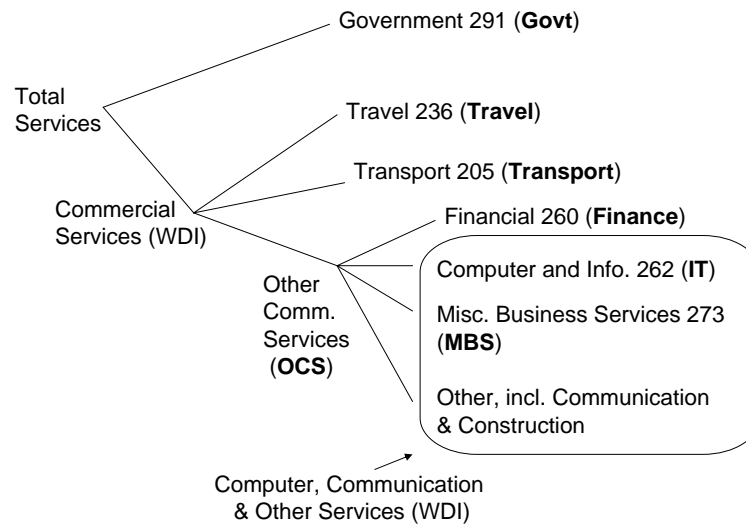 Government 291 (Govt)
Total
Services
Travel 236 (Travel)
Transport 205 (Transport)
Commercial
Services (WDI)
Financial 260 (Finance)
Computer and Info. 262 (IT)
Other
Comm.
Services
(OCS)
Misc. Business Services 273
(MBS)
Other, incl. Communication
& Construction
Computer, Communication
& Other Services (WDI)